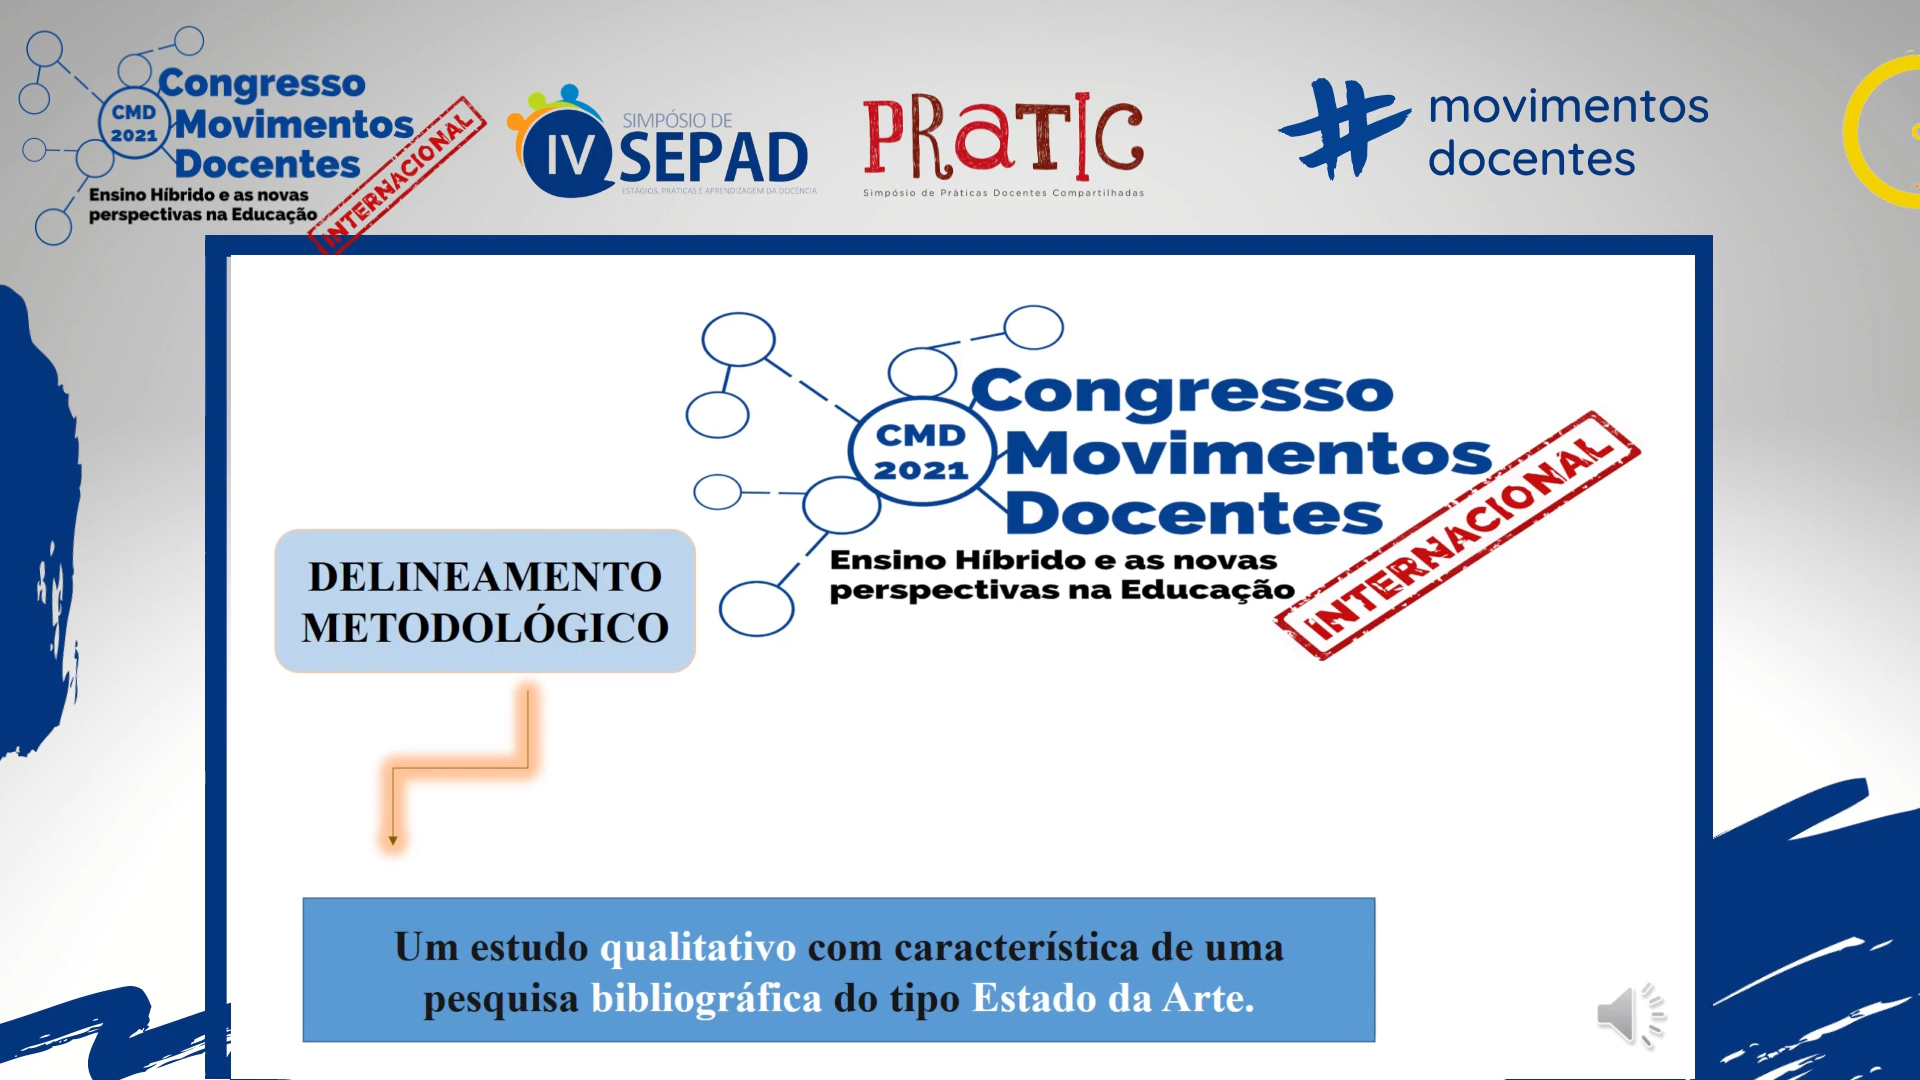 Congresso
CMD
2021
Movimentos
Docentes
Ensino Híbrido e as novas
perspectivas na Educação
INTERNACIONAL
SIMPÓSIO DE
IV SEPAD
ESTÁGIOS, PRÁTICAS E APRENDIZAGEM DA DOCÊNCIA
PRATIC
Simpósio de Práticas Docentes Compartilhadas
# movimentos
docentes
Congresso
CMD
2021
Movimentos
Docentes
Ensino Híbrido e as novas
perspectivas na Educação
INTERNACIONAL
DELINEAMENTO
METODOLÓGICO
Um estudo qualitativo com característica de uma
pesquisa bibliográfica do tipo Estado da Arte.